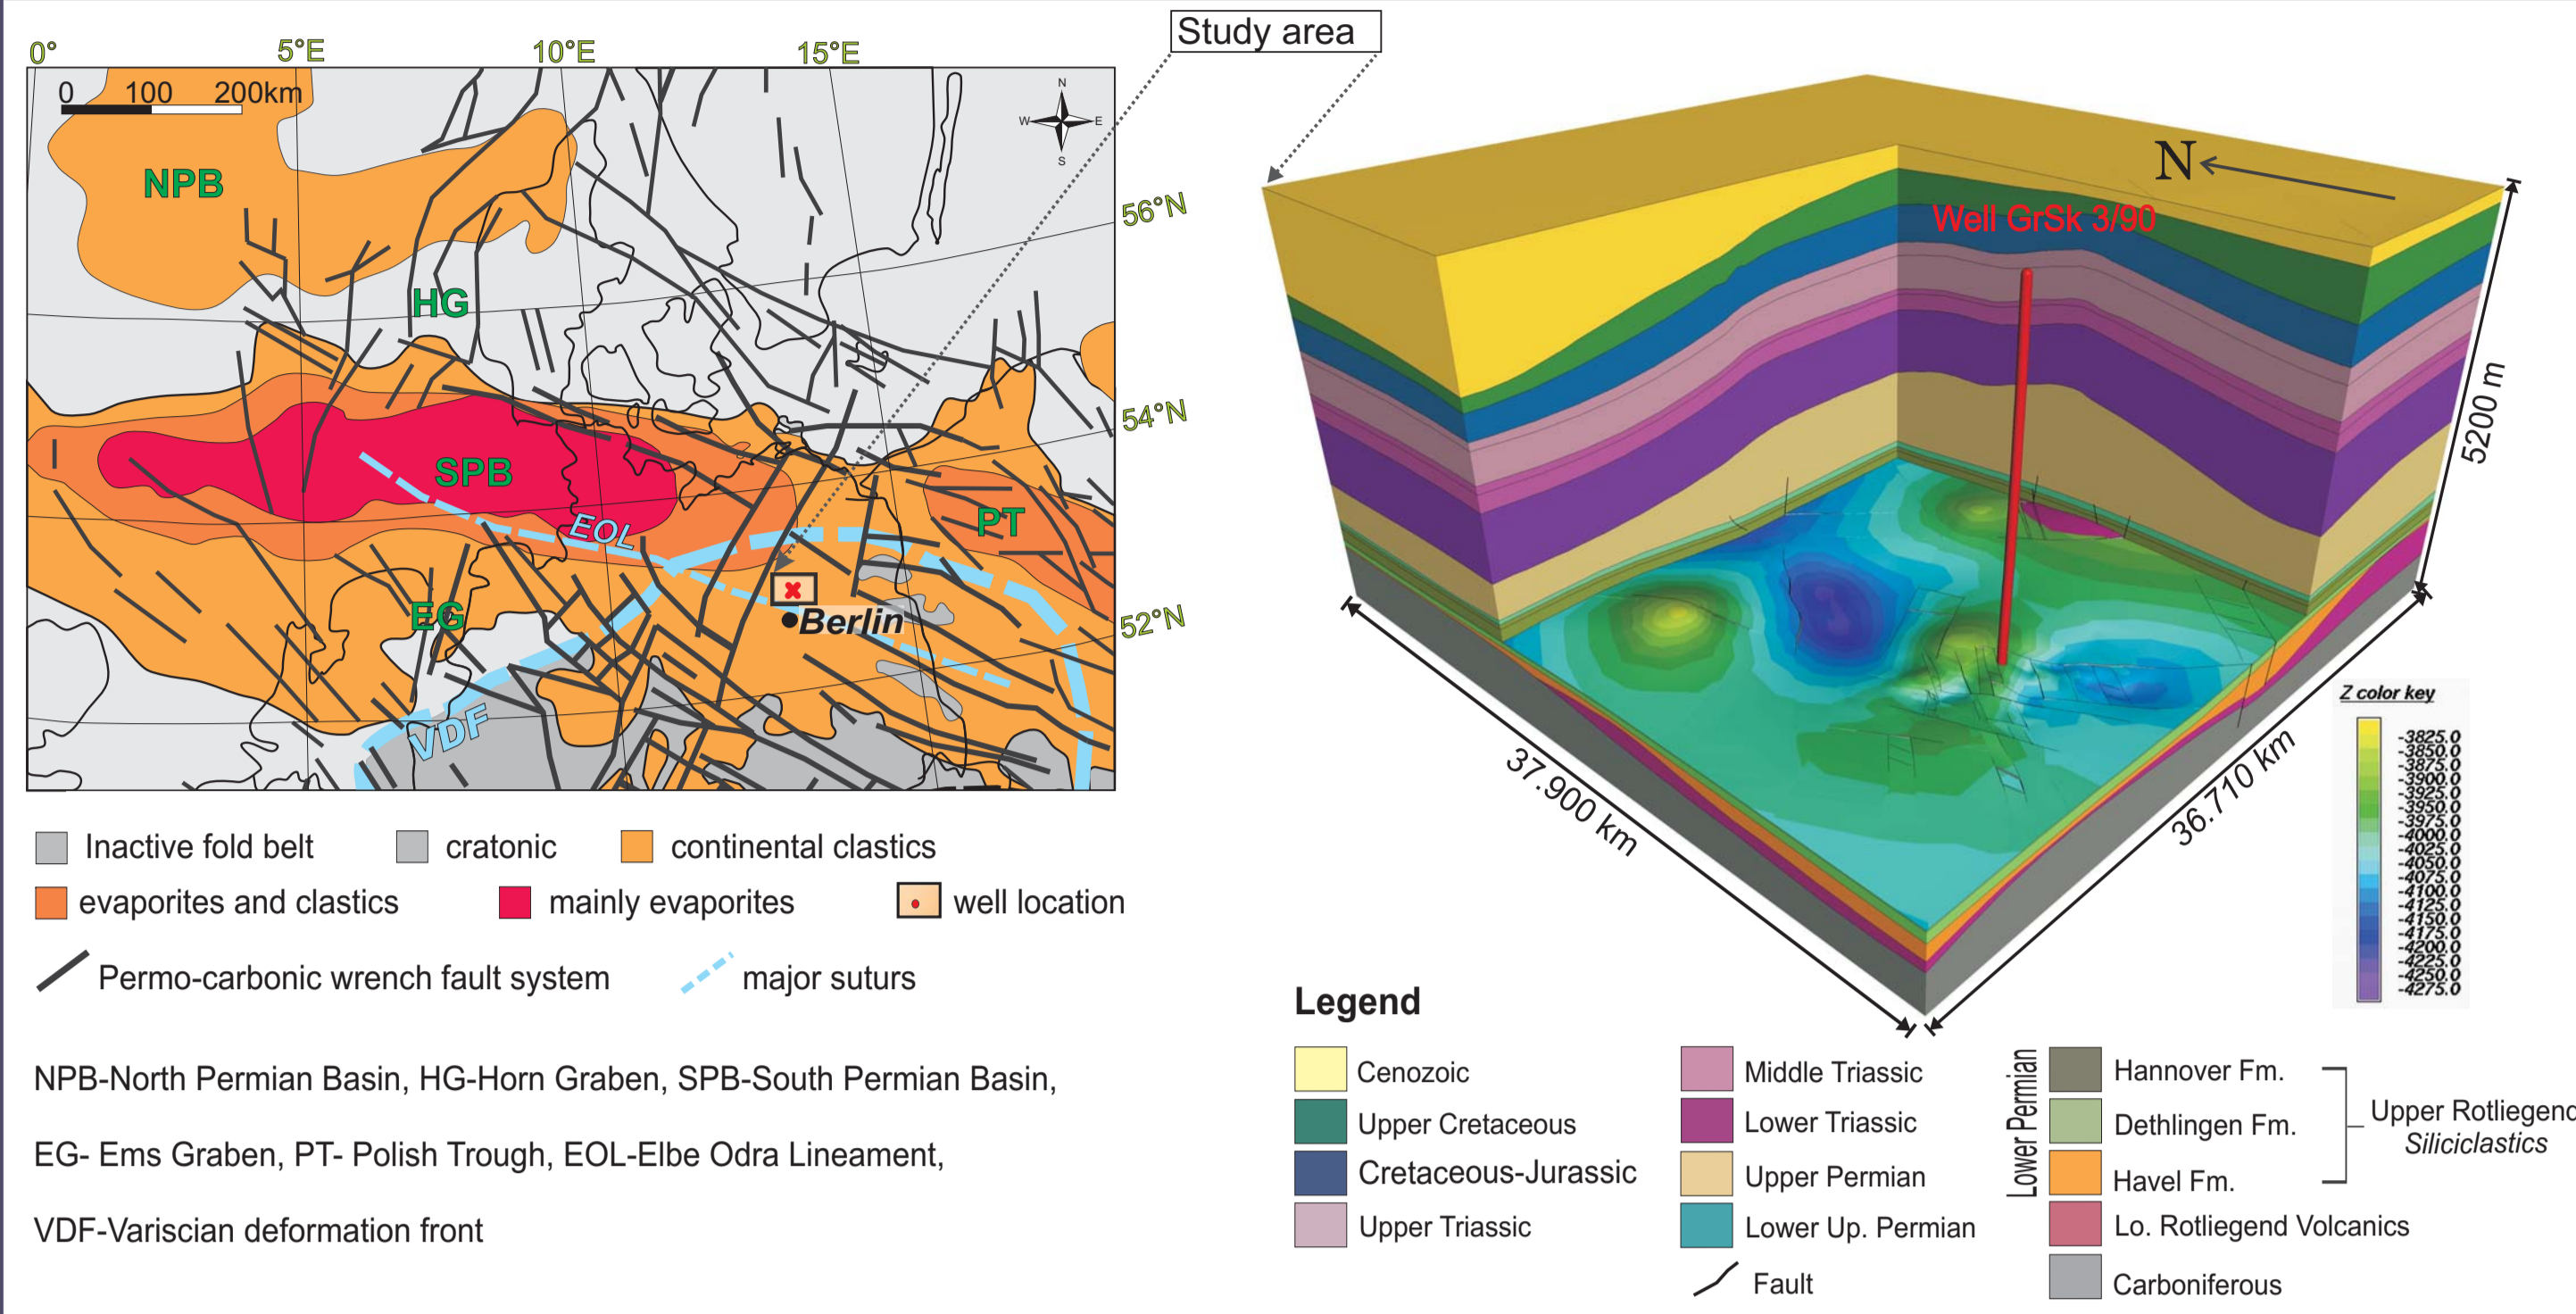 Study area
0° 5°E 10°E 15°E
0 100 200km
N
W E
S
NPB
56°N
HG
54°N
SPB
EOL
PT
52°N
EG
Berlin
VDF
Inactive fold belt cratonic continental clastics
evaporites and clastics mainly evaporites well location
Permo-carbonic wrench fault system major suturs
NPB-North Permian Basin, HG-Horn Graben, SPB-South Permian Basin,
EG- Ems Graben, PT- Polish Trough, EOL-Elbe Odra Lineament,
VDF-Variscian deformation front
N
Well GrSk 3/90
5200 m
37.900 km
36.710 km
Z color key
-3825.0
-3850.0
-3875.0
-3900.0
-3925.0
-3950.0
-3975.0
-4000.0
-4025.0
-4050.0
-4075.0
-4100.0
-4125.0
-4150.0
-4175.0
-4200.0
-4225.0
-4250.0
-4275.0
Legend
Cenozoic
Upper Cretaceous
Cretaceous-Jurassic
Upper Triassic
Middle Triassic
Lower Triassic
Upper Permian
Lower Up. Permian
Fault
Lower Permian
Hannover Fm.
Dethlingen Fm.
Havel Fm.
Lo. Rotliegend Volcanics
Carboniferous
Upper Rotliegend
Siliciclastics